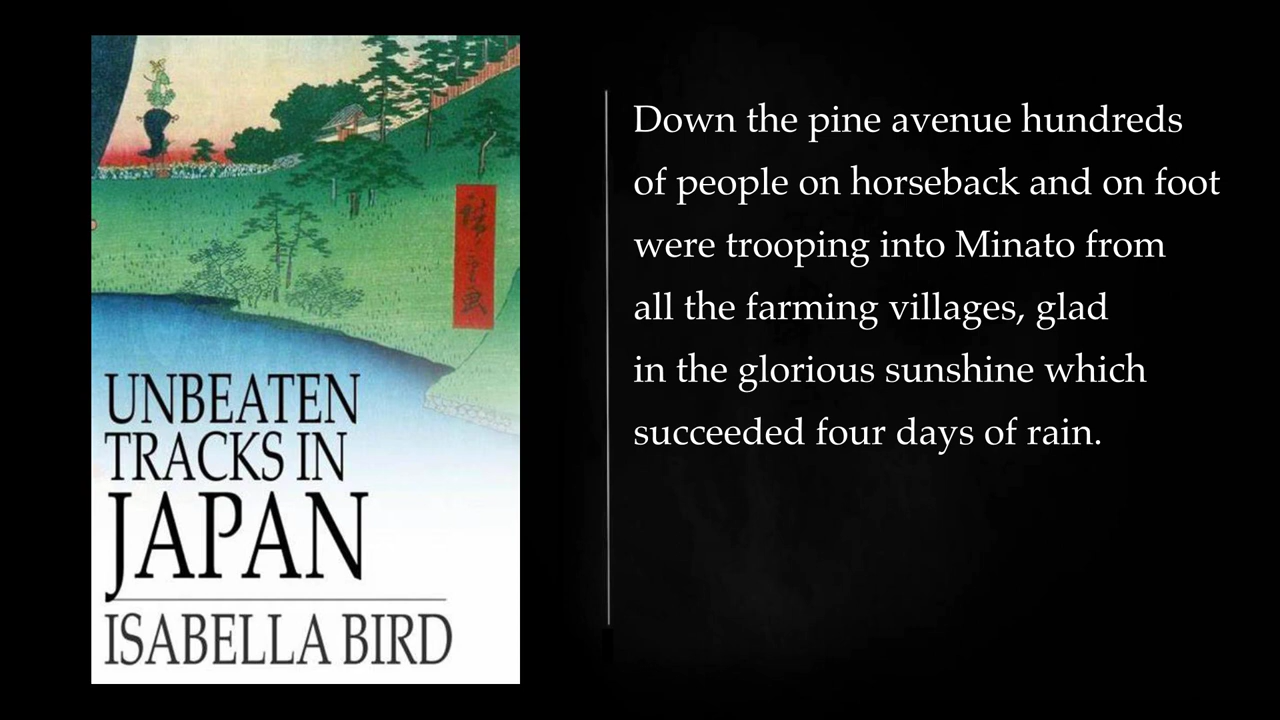 UNBEATEN
TRACKS IN
JAPAN
ISABELLA BIRD
Down the pine avenue hundreds
of people on horseback and on foot
were trooping into Minato from
all the farming villages, glad
in the glorious sunshine which
succeeded four days of rain.